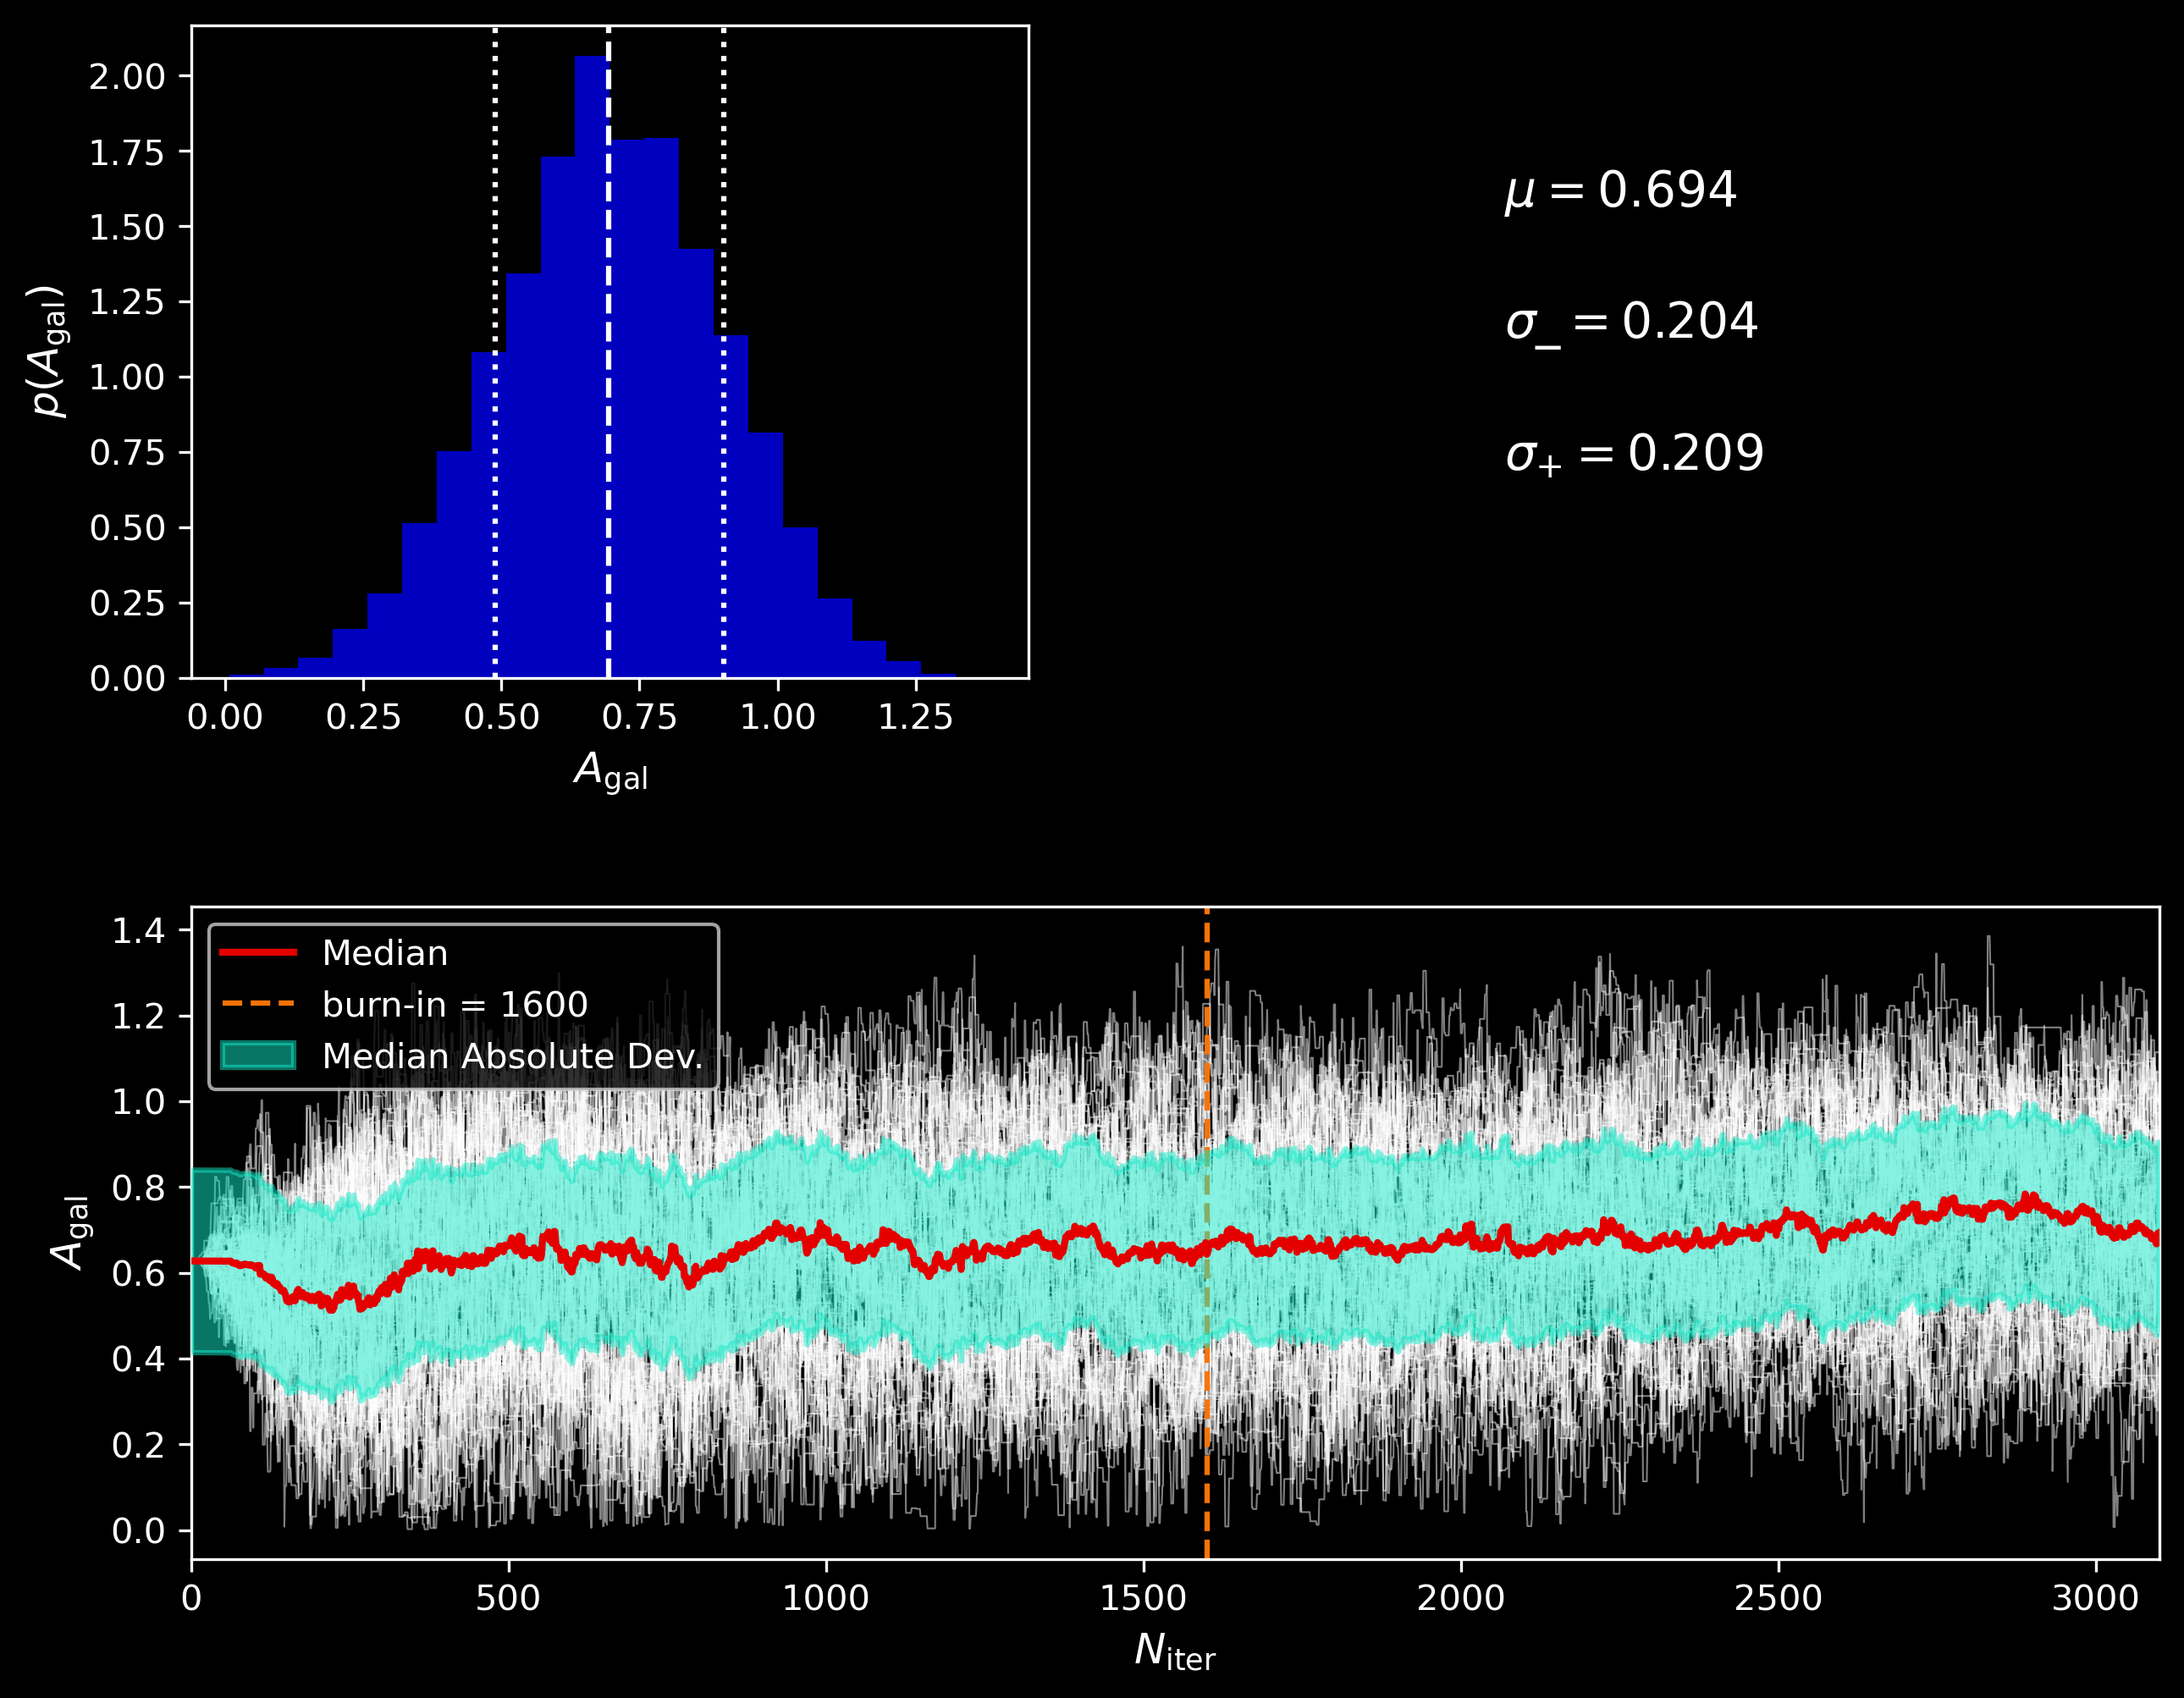 2.00
1.75
1.50
1.25
1.00
0.75
0.50
0.25
0.00
p(A_gal)
0.00 0.25 0.50 0.75 1.00 1.25
A_gal
μ = 0.694
σ_− = 0.204
σ_+ = 0.209
1.4
1.2
1.0
0.8
0.6
0.4
0.2
0.0
A_gal
Median
burn-in = 1600
Median Absolute Dev.
0 500 1000 1500 2000 2500 3000
N_iter